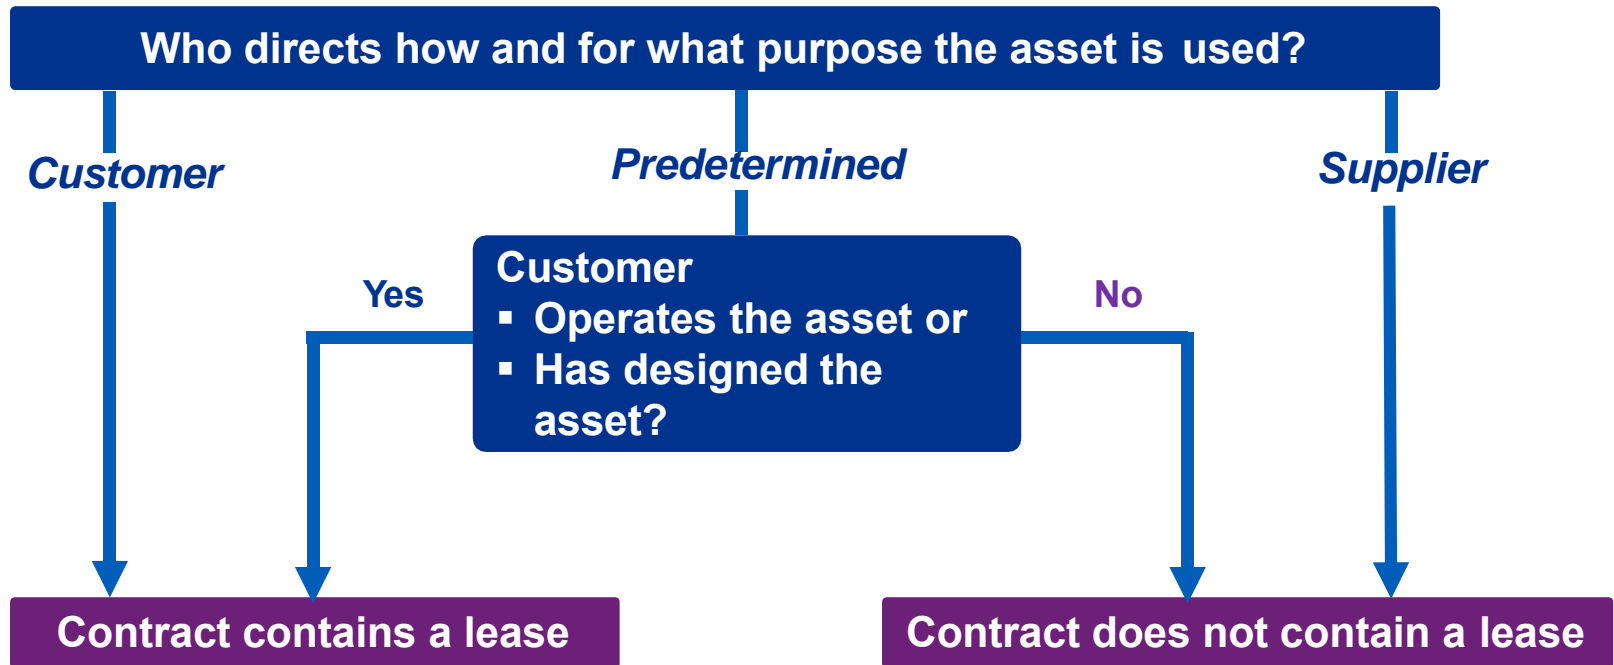 Who directs how and for what purpose the asset is used?
Customer
Predetermined
Supplier
Yes
Customer
▪ Operates the asset or
▪ Has designed the
asset?
No
Contract contains a lease
Contract does not contain a lease